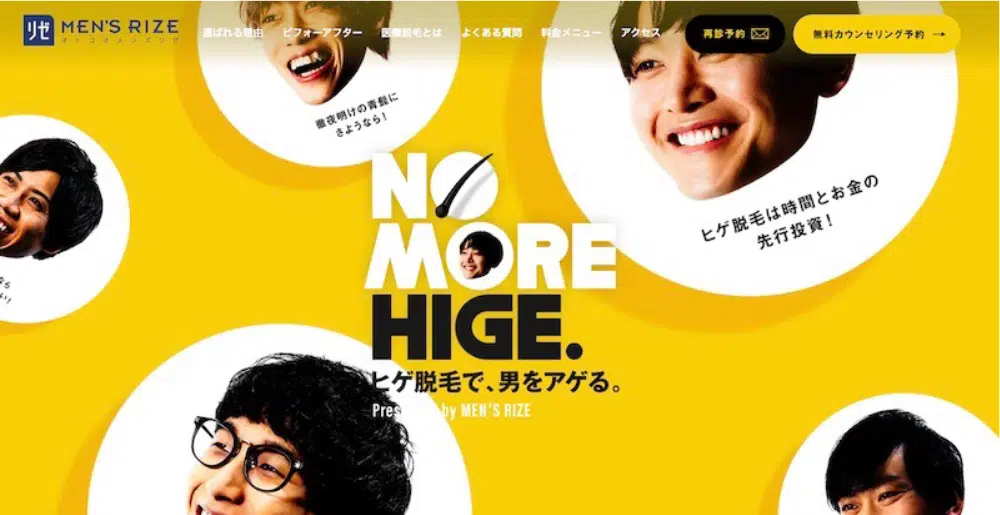 リゼ MEN'S RIZE
選ばれる理由 ビフォーアフター 医療脱毛とは よくある質問 料金メニュー アクセス 再診予約 無料カウンセリング予約 →
徹夜明けの青髭に
さようなら！
ヒゲ脱毛は時間とお金の
先行投資！
NO
MORE
HIGE.
ヒゲ脱毛で、男をアゲる。
by MEN'S RIZE